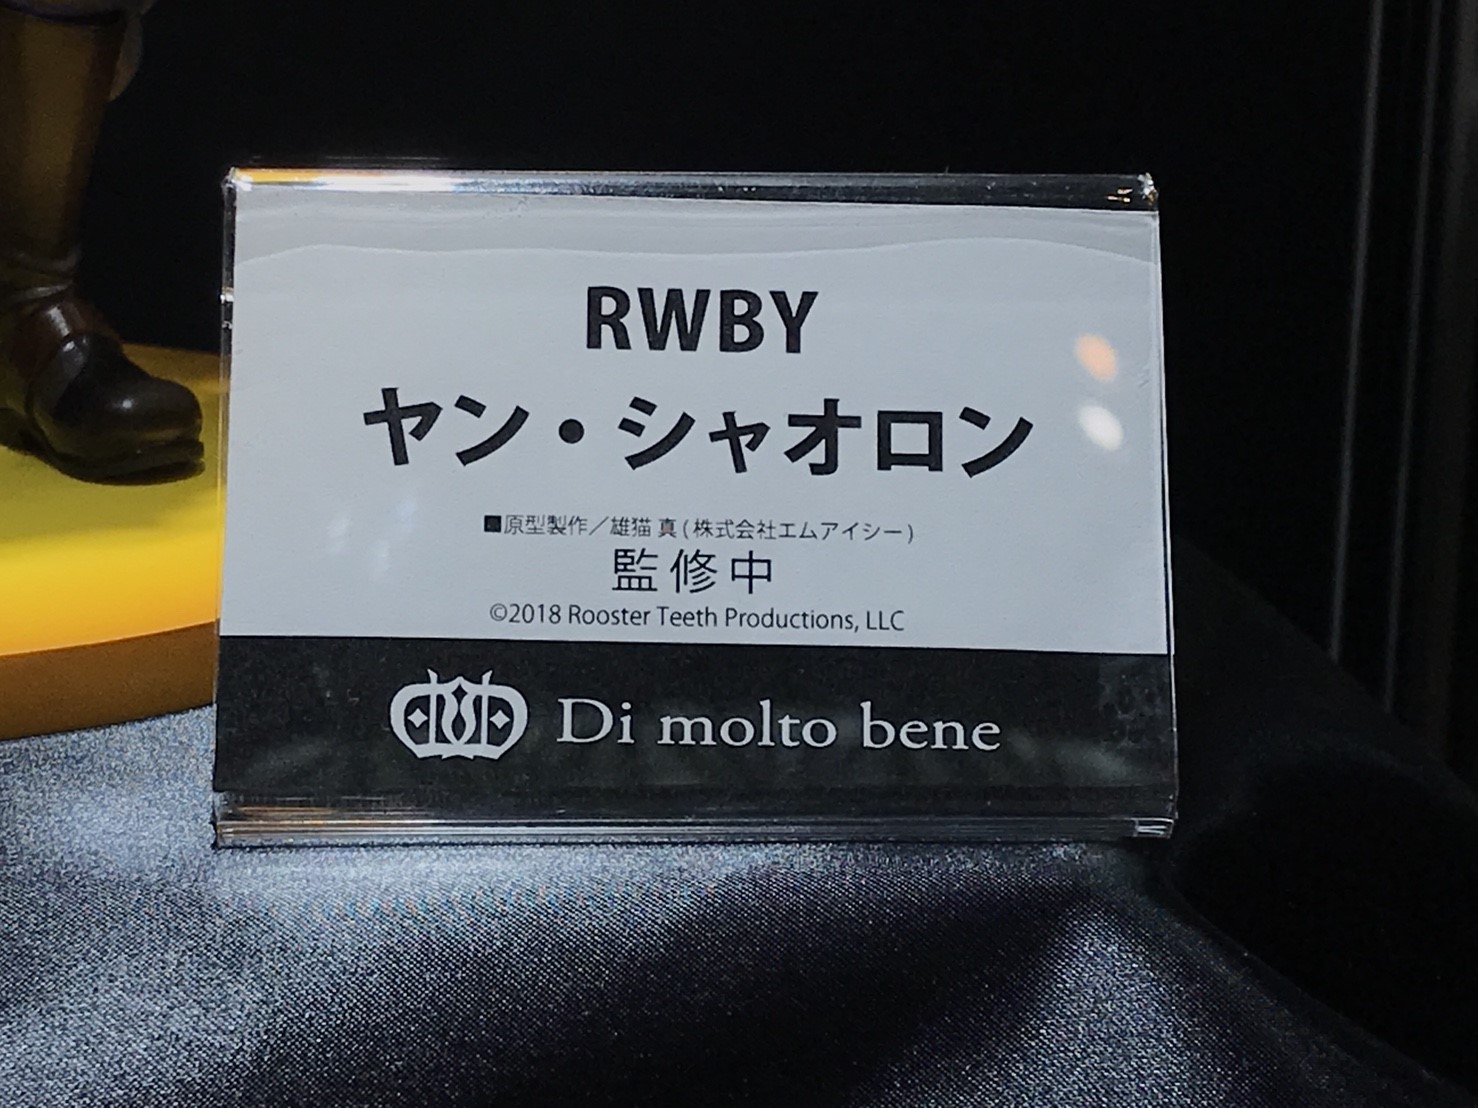 RWBY
ヤン・シャオロン
■原型製作／雄猫 真 ( 株式会社エムアイシー )
監修中
©2018 Rooster Teeth Productions, LLC
Di molto bene